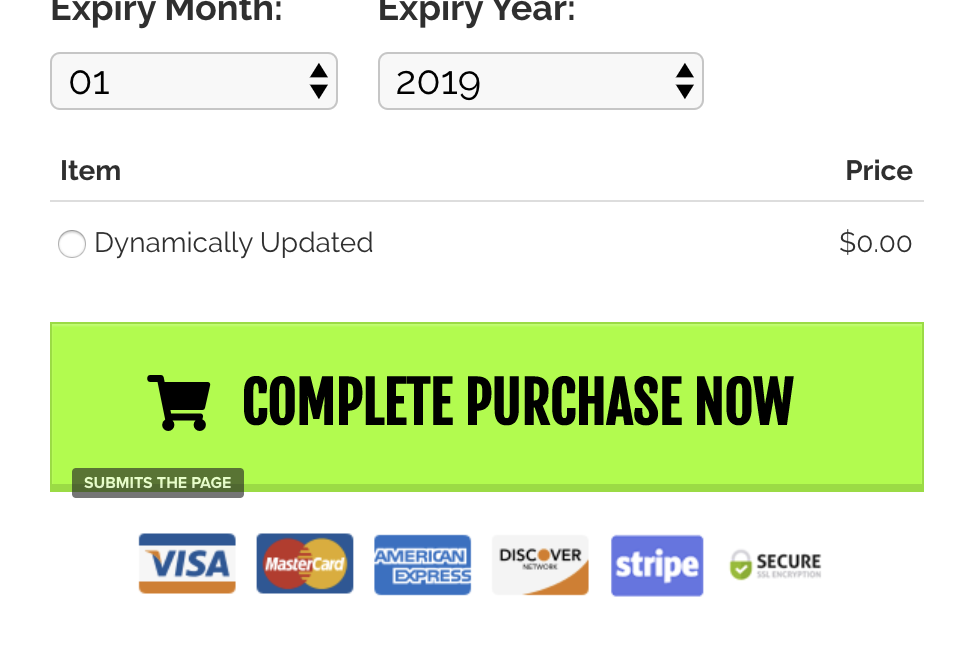 Expiry Month: Expiry Year:
01 2019
Item Price
Dynamically Updated $0.00
COMPLETE PURCHASE NOW
SUBMITS THE PAGE
VISA MasterCard AMERICAN EXPRESS DISCOVER NETWORK stripe SECURE SSL ENCRYPTION